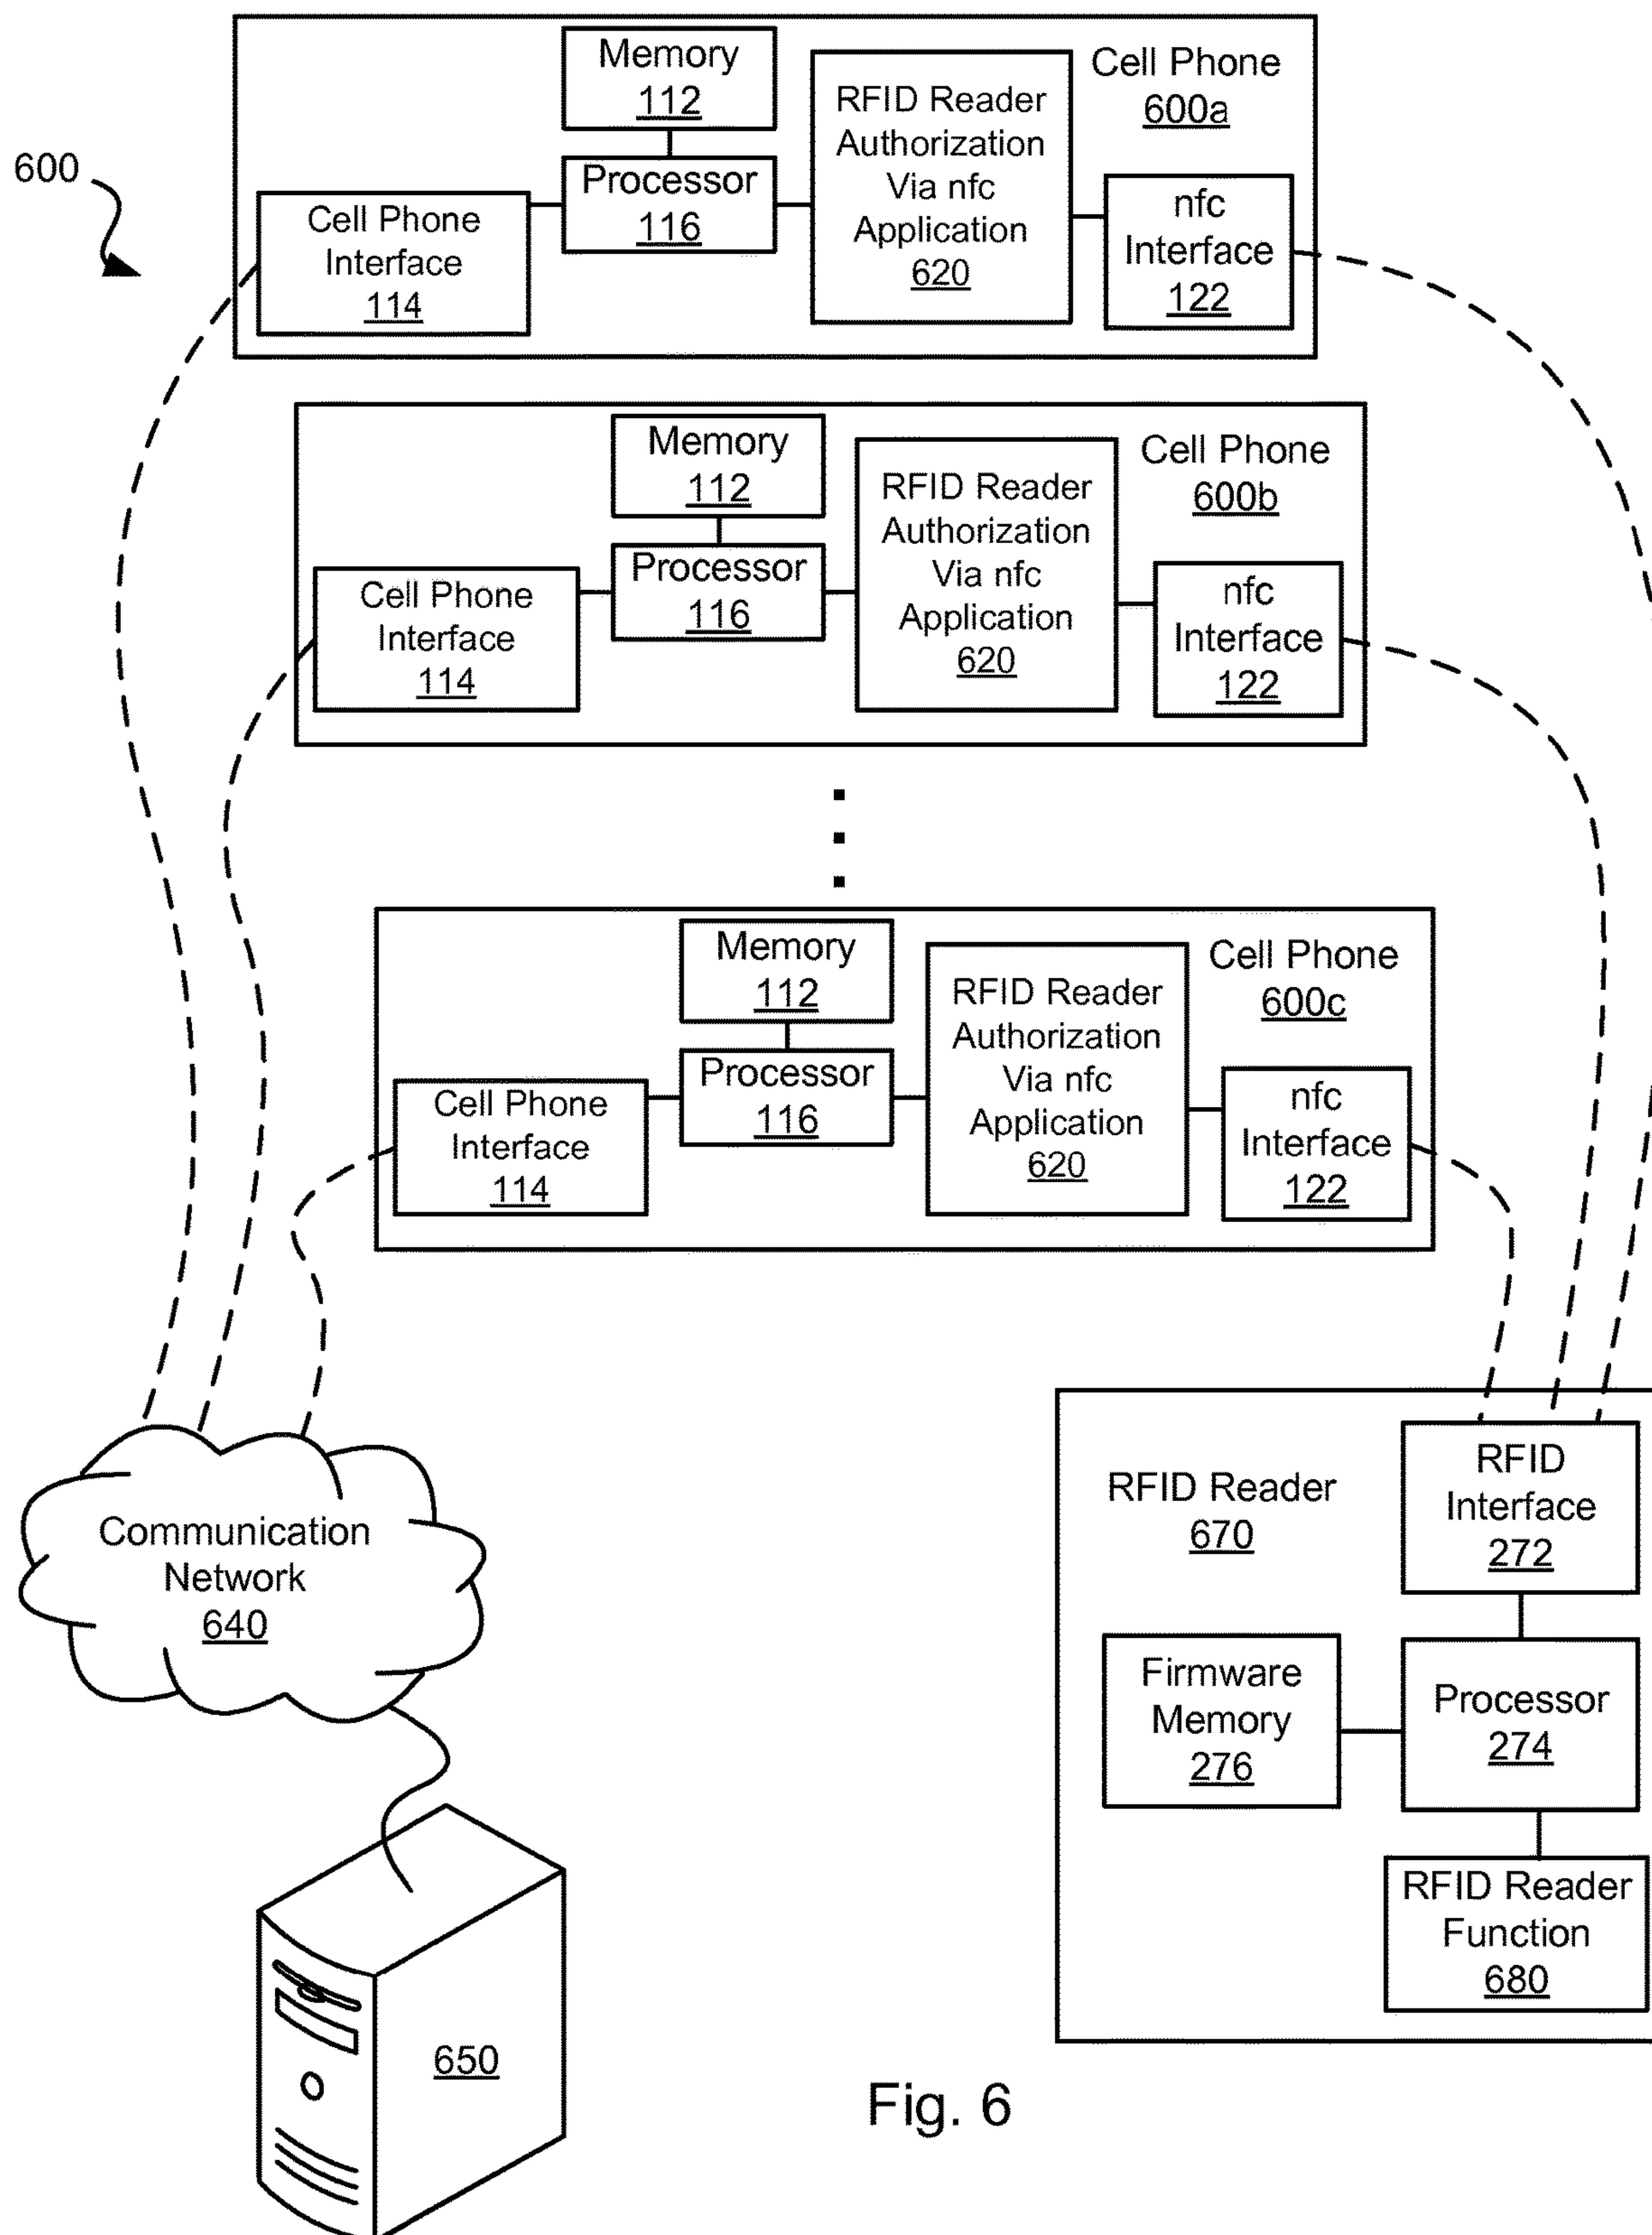 600
Memory
112
Processor
116
Cell Phone
Interface
114
RFID Reader
Authorization
Via nfc
Application
620
Cell Phone
600a
nfc
Interface
122
Memory
112
Processor
116
Cell Phone
Interface
114
RFID Reader
Authorization
Via nfc
Application
620
Cell Phone
600b
nfc
Interface
122
Memory
112
Processor
116
Cell Phone
Interface
114
RFID Reader
Authorization
Via nfc
Application
620
Cell Phone
600c
nfc
Interface
122
Communication
Network
640
650
RFID Reader
670
RFID
Interface
272
Firmware
Memory
276
Processor
274
RFID Reader
Function
680
Fig. 6